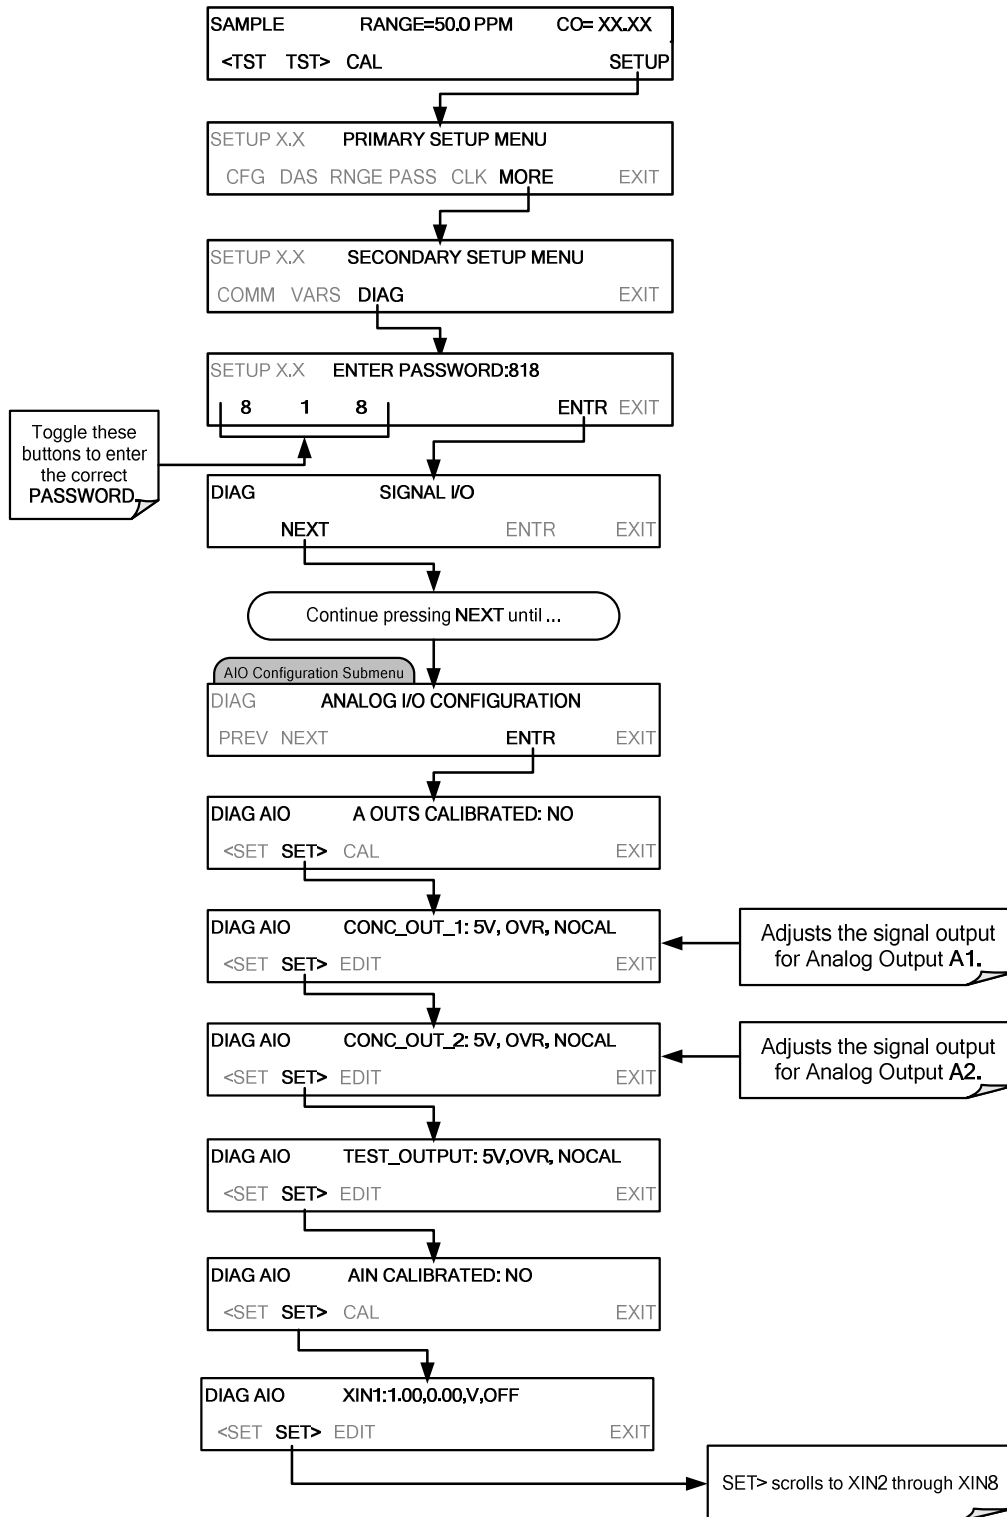 SAMPLE RANGE=50.0 PPM CO= XX.XX
<TST TST> CAL SETUP
SETUP X.X PRIMARY SETUP MENU
CFG DAS RNGE PASS CLK MORE EXIT
SETUP X.X SECONDARY SETUP MENU
COMM VARS DIAG EXIT
SETUP X.X ENTER PASSWORD:818
8 1 8 ENTR EXIT
Toggle these
buttons to enter
the correct
PASSWORD.
DIAG SIGNAL I/O
NEXT ENTR EXIT
Continue pressing NEXT until ...
AIO Configuration Submenu
DIAG ANALOG I/O CONFIGURATION
PREV NEXT ENTR EXIT
DIAG AIO A OUTS CALIBRATED: NO
<SET SET> CAL EXIT
DIAG AIO CONC_OUT_1: 5V, OVR, NOCAL
<SET SET> EDIT EXIT
Adjusts the signal output
for Analog Output A1.
DIAG AIO CONC_OUT_2: 5V, OVR, NOCAL
<SET SET> EDIT EXIT
Adjusts the signal output
for Analog Output A2.
DIAG AIO TEST_OUTPUT: 5V,OVR, NOCAL
<SET SET> EDIT EXIT
DIAG AIO AIN CALIBRATED: NO
<SET SET> CAL EXIT
DIAG AIO XIN1:1.00,0.00,V,OFF
<SET SET> EDIT EXIT
SET> scrolls to XIN2 through XIN8